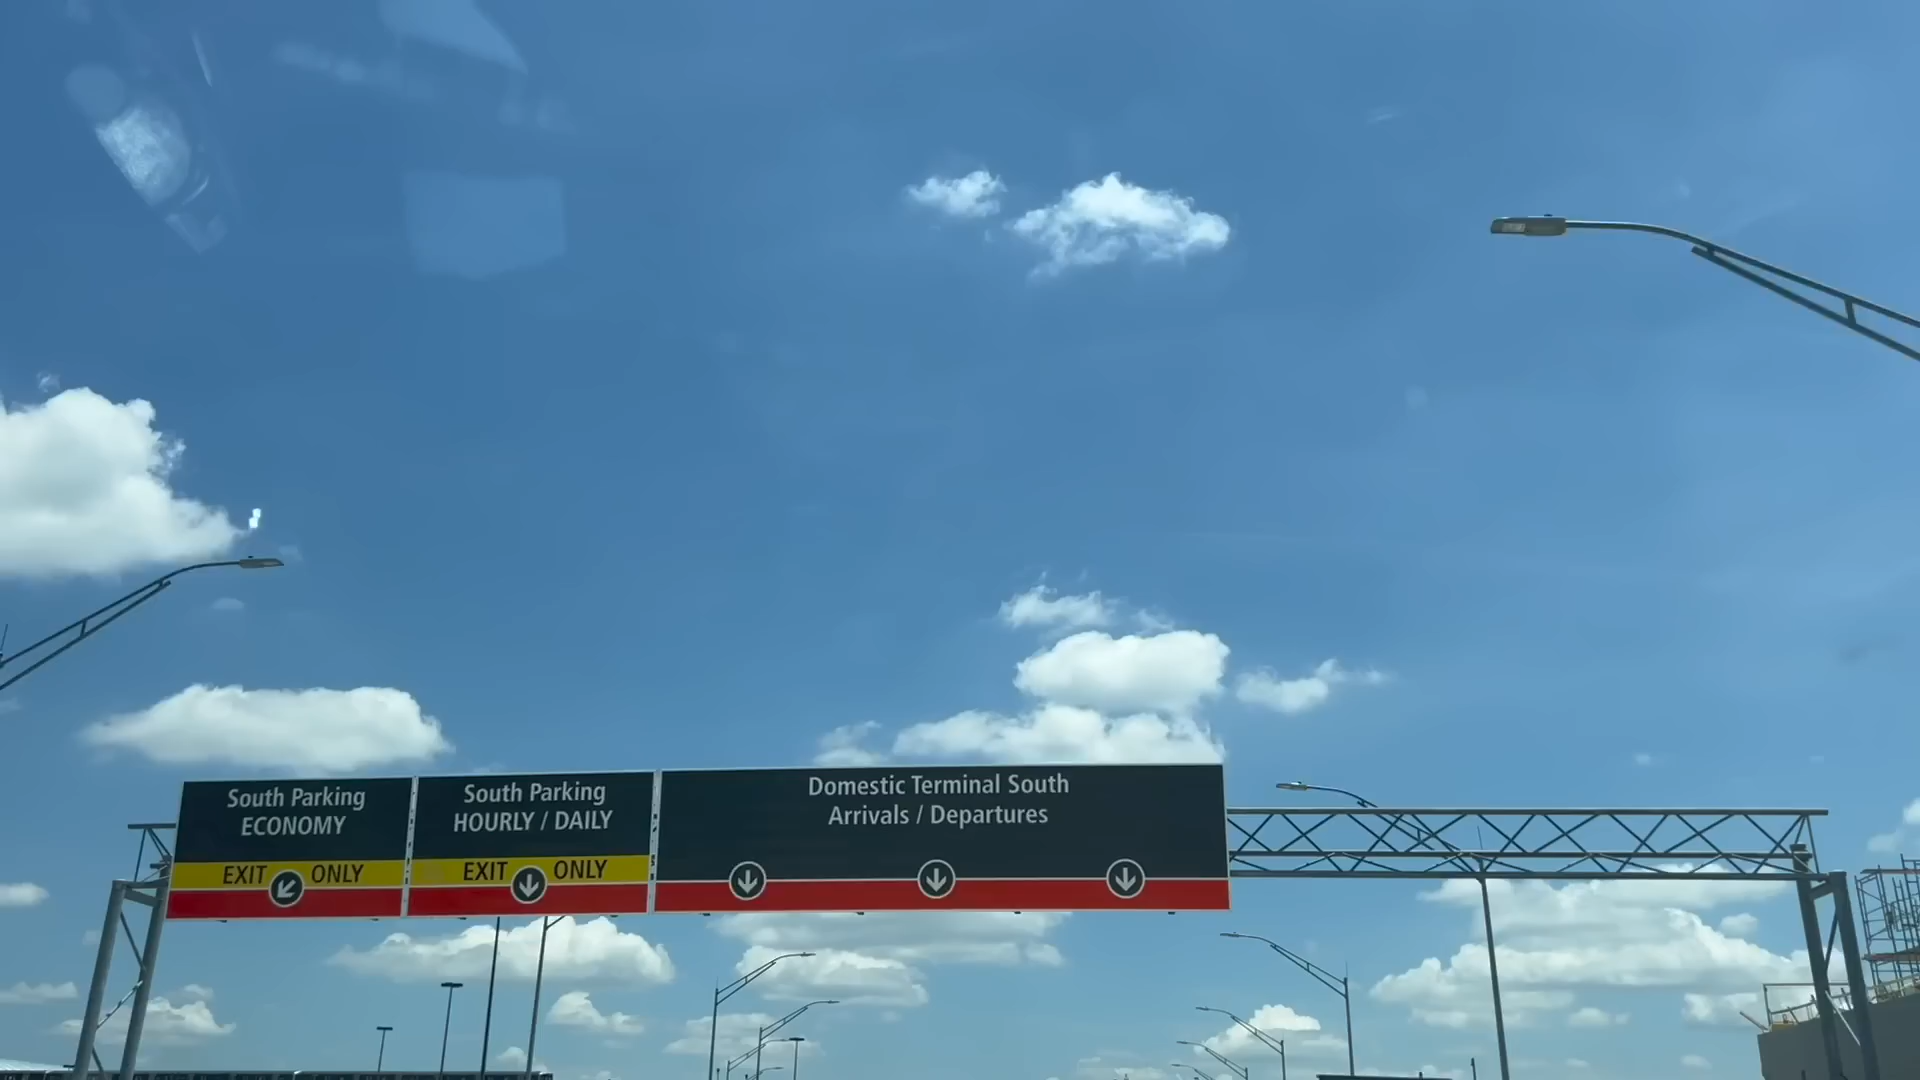 South Parking
ECONOMY
EXIT ONLY
South Parking
HOURLY / DAILY
EXIT ONLY
Domestic Terminal South
Arrivals / Departures